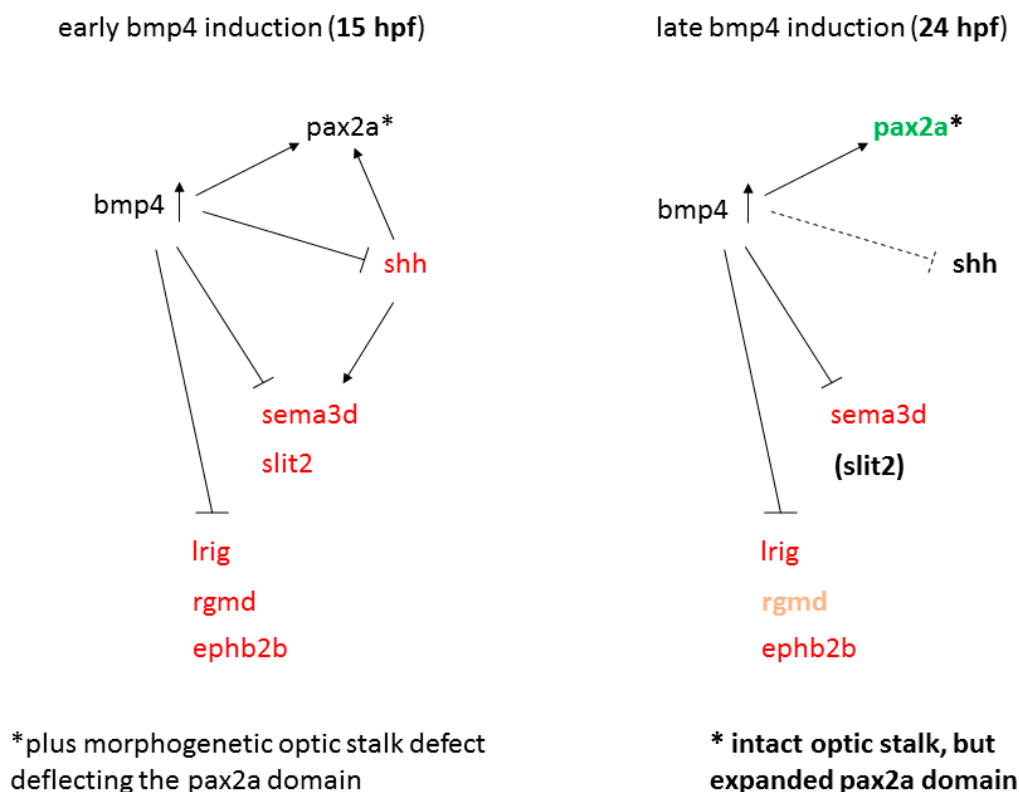 early bmp4 induction (15 hpf)
pax2a*
bmp4
shh
sema3d
slit2
lrig
rgmd
ephb2b
*plus morphogenetic optic stalk defect
deflecting the pax2a domain
late bmp4 induction (24 hpf)
pax2a*
bmp4
shh
sema3d
(slit2)
lrig
rgmd
ephb2b
* intact optic stalk, but
expanded pax2a domain